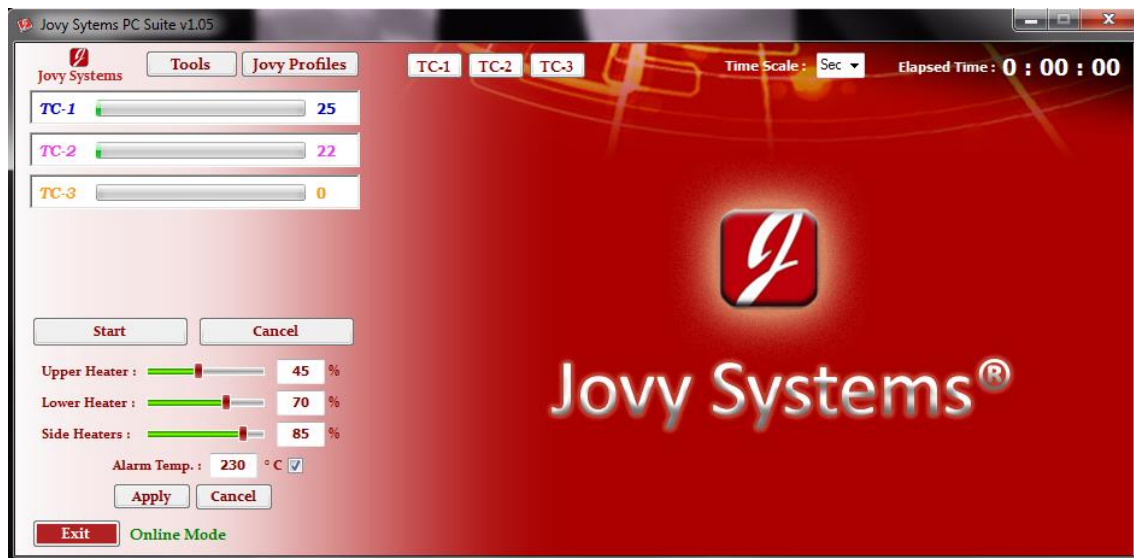 Jovy Sytems PC Suite v1.05
Jovy Systems Tools Jovy Profiles TC-1 TC-2 TC-3 Time Scale : Sec Elapsed Time : 0 : 00 : 00
TC-1 25
TC-2 22
TC-3 0
Start Cancel
Upper Heater : 45 %
Lower Heater : 70 %
Side Heaters : 85 %
Alarm Temp. : 230 ° C
Apply Cancel
Exit Online Mode
J
Jovy Systems®